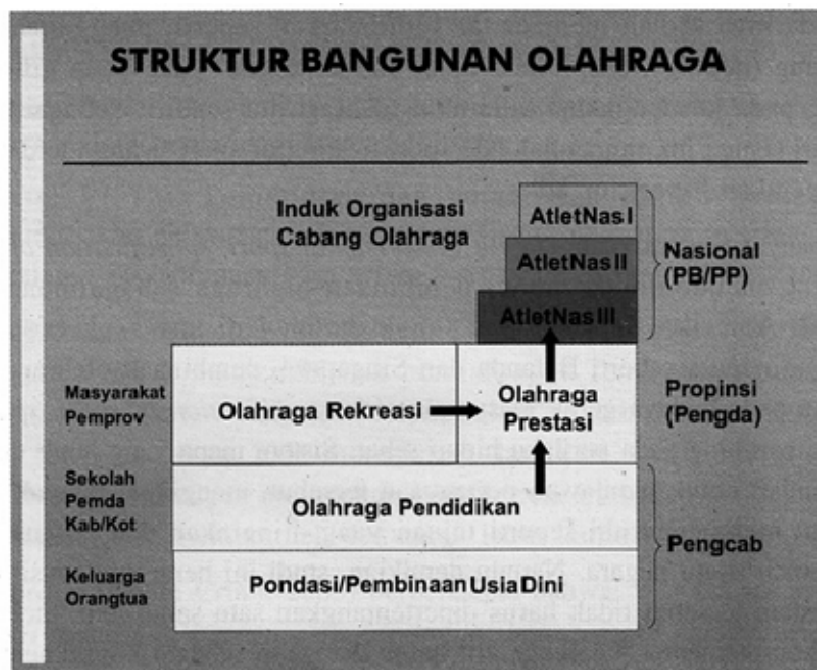 STRUKTUR BANGUNAN OLAHRAGA
Induk Organisasi
Cabang Olahraga
AtletNas I
AtletNas II
AtletNas III
Nasional
(PB/PP)
Masyarakat
Pemprov
Olahraga Rekreasi
Olahraga
Prestasi
Propinsi
(Pengda)
Sekolah
Pemda
Kab/Kot
Olahraga Pendidikan
Pengcab
Keluarga
Orangtua
Pondasi/Pembinaan Usia Dini